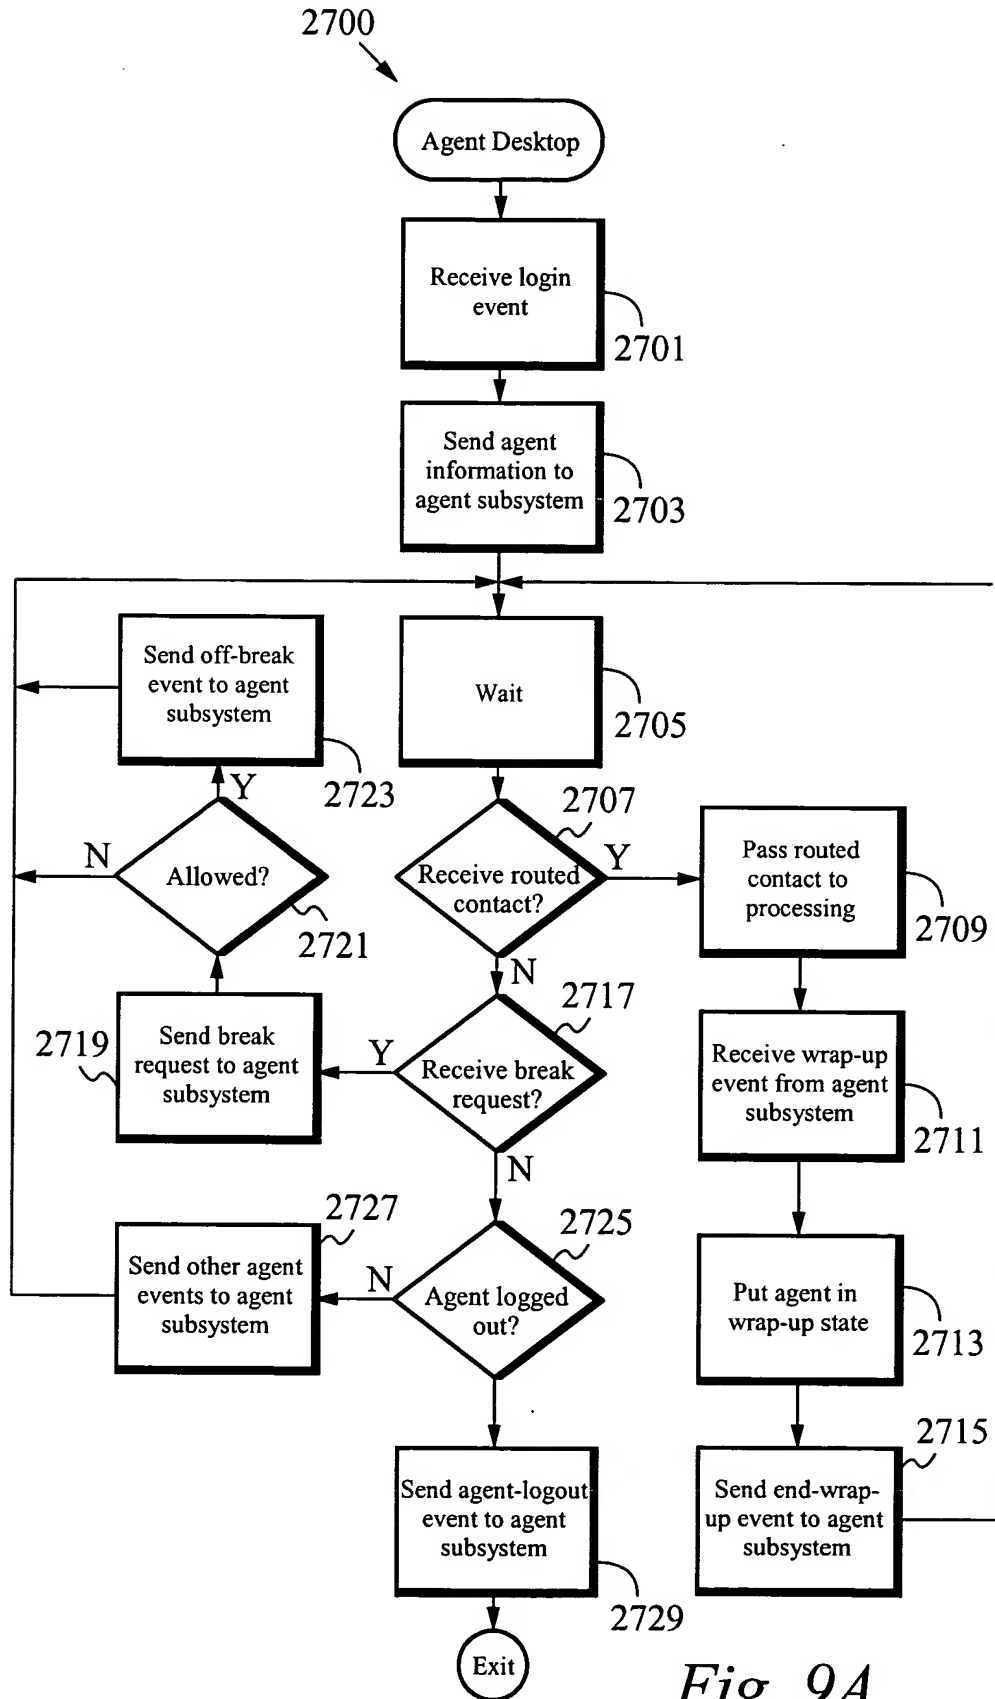 2700
Agent Desktop
Receive login
event
2701
Send agent
information to
agent subsystem
2703
Send off-break
event to agent
subsystem
2723
Wait
2705
Y
N
Allowed?
2721
2707
Receive routed
contact?
Y
N
Pass routed
contact to
processing
2709
2719
Send break
request to agent
subsystem
Y
2717
Receive break
request?
N
Receive wrap-up
event from agent
subsystem
2711
2727
Send other agent
events to agent
subsystem
N
2725
Agent logged
out?
Put agent in
wrap-up state
2713
Send agent-logout
event to agent
subsystem
2729
2715
Send end-wrap-
up event to agent
subsystem
Exit
Fig. 9A